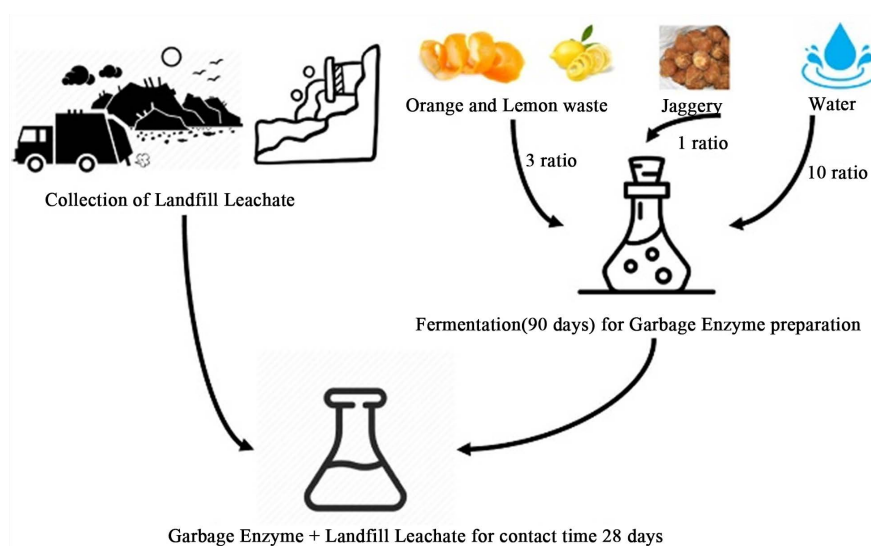 Orange and Lemon waste
Jaggery
Water
3 ratio
1 ratio
10 ratio
Collection of Landfill Leachate
Fermentation(90 days) for Garbage Enzyme preparation
Garbage Enzyme + Landfill Leachate for contact time 28 days